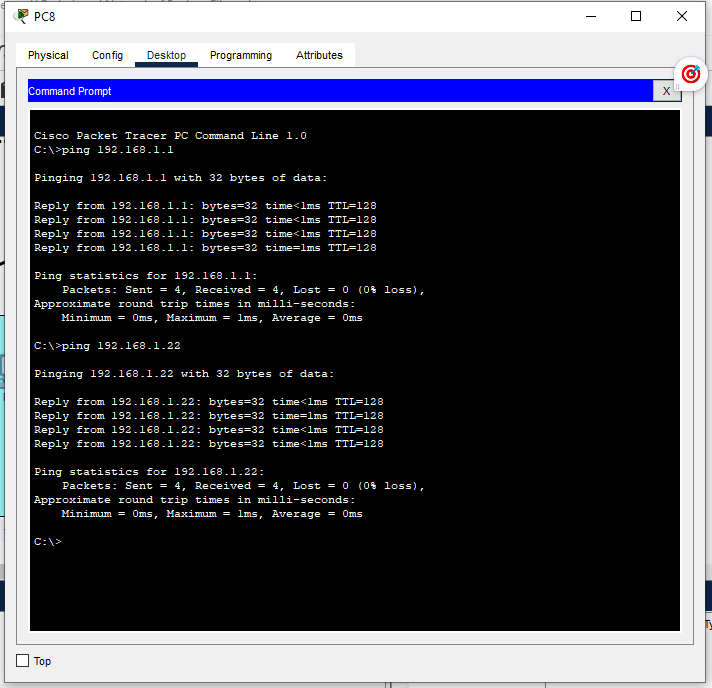 PC8
Physical Config Desktop Programming Attributes
Command Prompt X
Cisco Packet Tracer PC Command Line 1.0
C:\>ping 192.168.1.1
Pinging 192.168.1.1 with 32 bytes of data:
Reply from 192.168.1.1: bytes=32 time<1ms TTL=128
Reply from 192.168.1.1: bytes=32 time=1ms TTL=128
Reply from 192.168.1.1: bytes=32 time<1ms TTL=128
Reply from 192.168.1.1: bytes=32 time=1ms TTL=128
Ping statistics for 192.168.1.1:
Packets: Sent = 4, Received = 4, Lost = 0 (0% loss),
Approximate round trip times in milli-seconds:
Minimum = 0ms, Maximum = 1ms, Average = 0ms
C:\>ping 192.168.1.22
Pinging 192.168.1.22 with 32 bytes of data:
Reply from 192.168.1.22: bytes=32 time<1ms TTL=128
Reply from 192.168.1.22: bytes=32 time=1ms TTL=128
Reply from 192.168.1.22: bytes=32 time=1ms TTL=128
Reply from 192.168.1.22: bytes=32 time<1ms TTL=128
Ping statistics for 192.168.1.22:
Packets: Sent = 4, Received = 4, Lost = 0 (0% loss),
Approximate round trip times in milli-seconds:
Minimum = 0ms, Maximum = 1ms, Average = 0ms
C:\>
Top